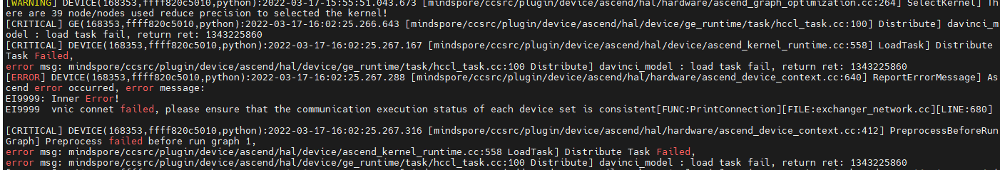 [WARNING] DEVICE(168353,ffff820c5010,python):2022-03-17-15:55:51.043.673 [mindspore/ccsrc/plugin/device/ascend/hal/hardware/ascend_graph_optimization.cc:264] SelectKernel] Th
ere are 39 node/nodes used reduce precision to selected the kernel!
[CRITICAL] GE(168353,ffff820c5010,python):2022-03-17-16:02:25.266.643 [mindspore/ccsrc/plugin/device/ascend/hal/device/ge_runtime/task/hccl_task.cc:100] Distribute] davinci_m
odel : load task fail, return ret: 1343225860
[CRITICAL] DEVICE(168353,ffff820c5010,python):2022-03-17-16:02:25.267.167 [mindspore/ccsrc/plugin/device/ascend/hal/device/ascend_kernel_runtime.cc:558] LoadTask] Distribute
Task Failed,
error msg: mindspore/ccsrc/plugin/device/ascend/hal/device/ge_runtime/task/hccl_task.cc:100 Distribute] davinci_model : load task fail, return ret: 1343225860
[ERROR] DEVICE(168353,ffff820c5010,python):2022-03-17-16:02:25.267.288 [mindspore/ccsrc/plugin/device/ascend/hal/hardware/ascend_device_context.cc:640] ReportErrorMessage] As
cend error occurred, error message:
EI9999: Inner Error!
EI9999  vnic connet failed, please ensure that the communication execution status of each device set is consistent[FUNC:PrintConnection][FILE:exchanger_network.cc][LINE:680]
[CRITICAL] DEVICE(168353,ffff820c5010,python):2022-03-17-16:02:25.267.316 [mindspore/ccsrc/plugin/device/ascend/hal/hardware/ascend_device_context.cc:412] PreprocessBeforeRun
Graph] Preprocess failed before run graph 1,
error msg: mindspore/ccsrc/plugin/device/ascend/hal/device/ascend_kernel_runtime.cc:558 LoadTask] Distribute Task Failed,
error msg: mindspore/ccsrc/plugin/device/ascend/hal/device/ge_runtime/task/hccl_task.cc:100 Distribute] davinci_model : load task fail, return ret: 1343225860